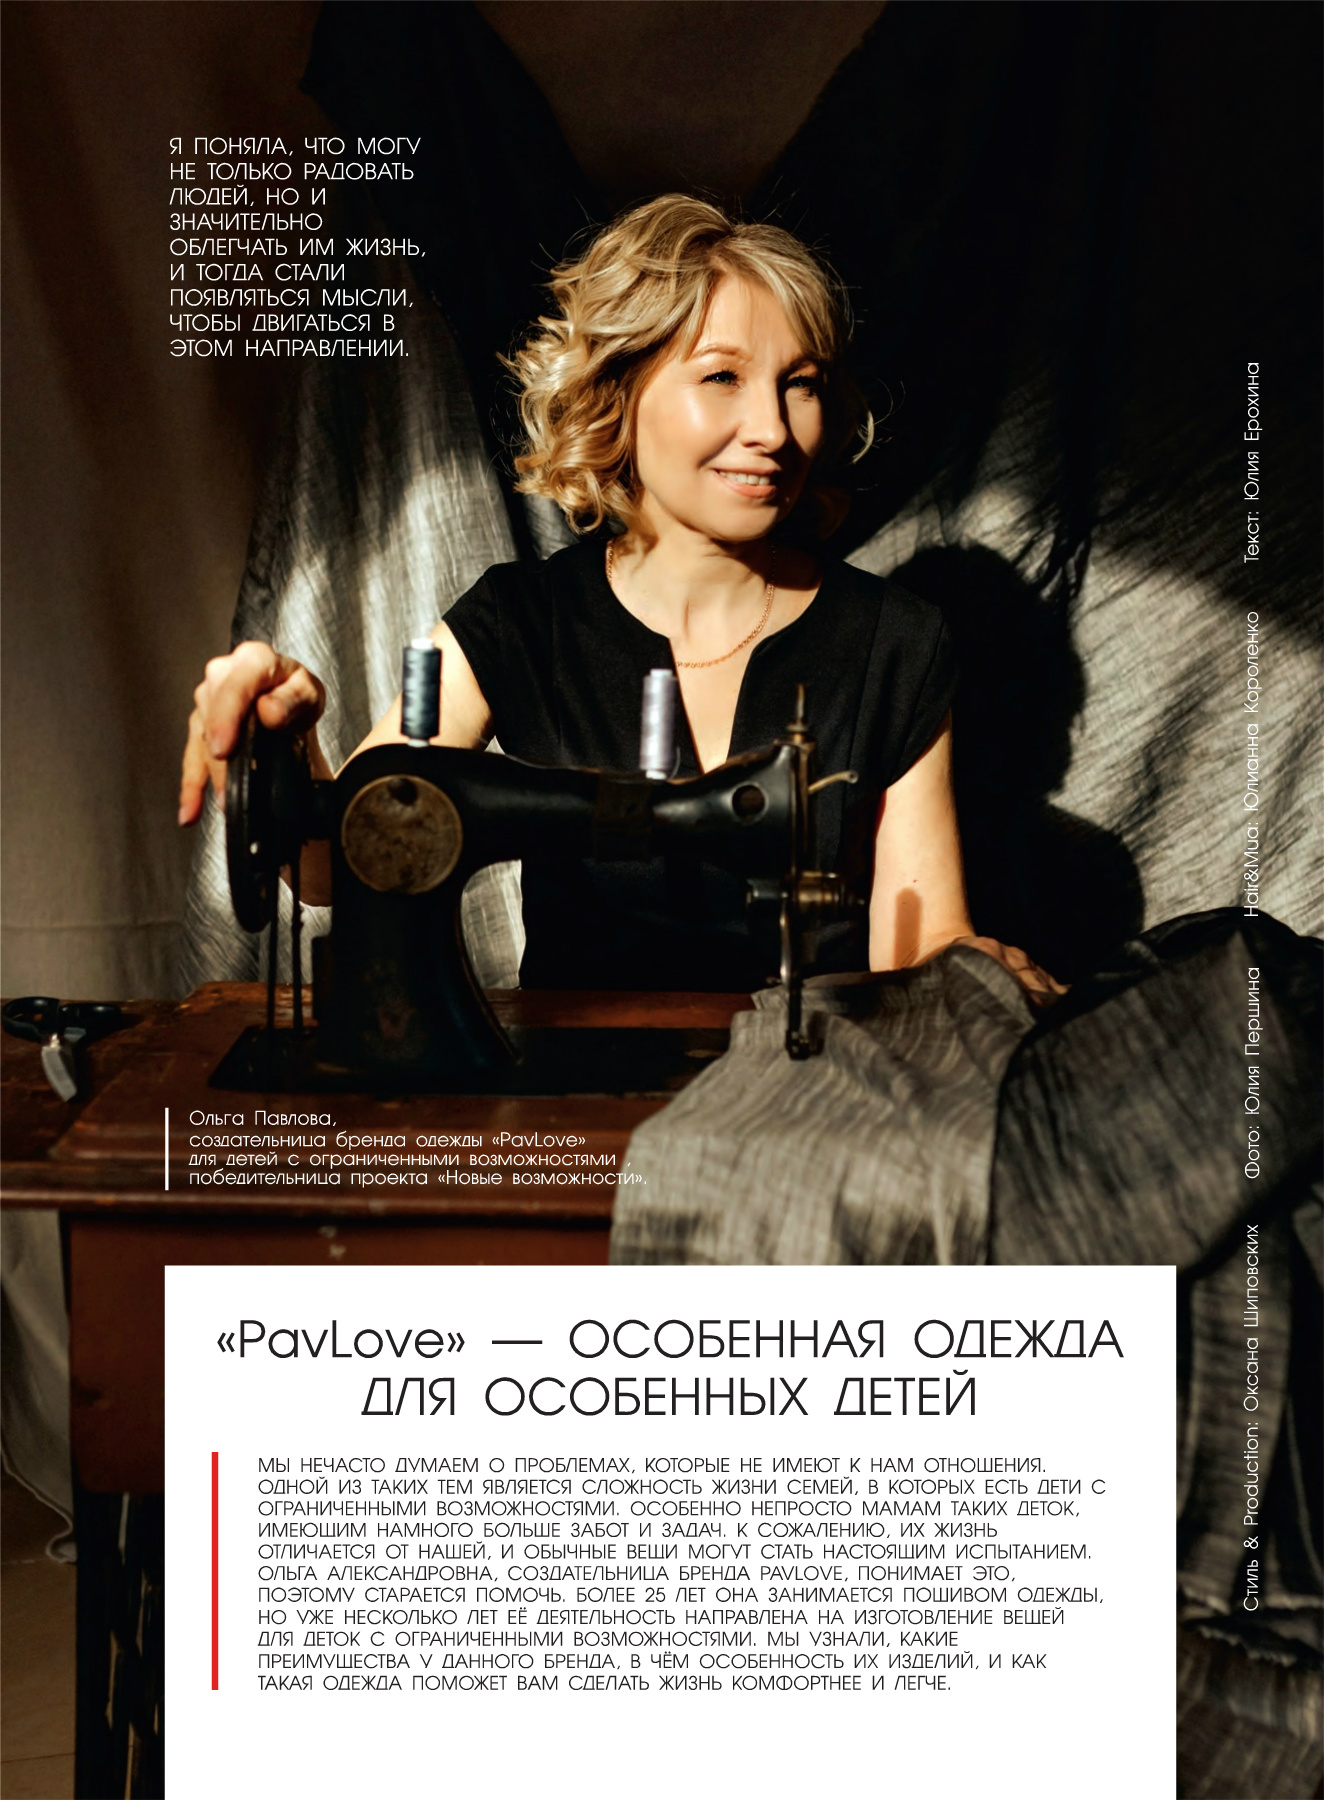 Я ПОНЯЛА, ЧТО МОГУ
НЕ ТОЛЬКО РАДОВАТЬ
ЛЮДЕЙ, НО И
ЗНАЧИТЕЛЬНО
ОБЛЕГЧАТЬ ИМ ЖИЗНЬ,
И ТОГДА СТАЛИ
ПОЯВЛЯТЬСЯ МЫСЛИ,
ЧТОБЫ ДВИГАТЬСЯ В
ЭТОМ НАПРАВЛЕНИИ.
Ольга Павлова,
создательница бренда одежды «PavLove»
для детей с ограниченными возможностями ,
победительница проекта «Новые возможности».
«PavLove» — ОСОБЕННАЯ ОДЕЖДА
ДЛЯ ОСОБЕННЫХ ДЕТЕЙ
МЫ НЕЧАСТО ДУМАЕМ О ПРОБЛЕМАХ, КОТОРЫЕ НЕ ИМЕЮТ К НАМ ОТНОШЕНИЯ.
ОДНОЙ ИЗ ТАКИХ ТЕМ ЯВЛЯЕТСЯ СЛОЖНОСТЬ ЖИЗНИ СЕМЕЙ, В КОТОРЫХ ЕСТЬ ДЕТИ С
ОГРАНИЧЕННЫМИ ВОЗМОЖНОСТЯМИ. ОСОБЕННО НЕПРОСТО МАМАМ ТАКИХ ДЕТОК,
ИМЕЮЩИМ НАМНОГО БОЛЬШЕ ЗАБОТ И ЗАДАЧ. К СОЖАЛЕНИЮ, ИХ ЖИЗНЬ
ОТЛИЧАЕТСЯ ОТ НАШЕЙ, И ОБЫЧНЫЕ ВЕЩИ МОГУТ СТАТЬ НАСТОЯЩИМ ИСПЫТАНИЕМ.
ОЛЬГА АЛЕКСАНДРОВНА, СОЗДАТЕЛЬНИЦА БРЕНДА PAVLOVE, ПОНИМАЕТ ЭТО,
ПОЭТОМУ СТАРАЕТСЯ ПОМОЧЬ. БОЛЕЕ 25 ЛЕТ ОНА ЗАНИМАЕТСЯ ПОШИВОМ ОДЕЖДЫ,
НО УЖЕ НЕСКОЛЬКО ЛЕТ ЕЁ ДЕЯТЕЛЬНОСТЬ НАПРАВЛЕНА НА ИЗГОТОВЛЕНИЕ ВЕЩЕЙ
ДЛЯ ДЕТОК С ОГРАНИЧЕННЫМИ ВОЗМОЖНОСТЯМИ. МЫ УЗНАЛИ, КАКИЕ
ПРЕИМУЩЕСТВА У ДАННОГО БРЕНДА, В ЧЁМ ОСОБЕННОСТЬ ИХ ИЗДЕЛИЙ, И КАК
ТАКАЯ ОДЕЖДА ПОМОЖЕТ ВАМ СДЕЛАТЬ ЖИЗНЬ КОМФОРТНЕЕ И ЛЕГЧЕ.
Стиль & Production: Оксана Шиповских Фото: Юлия Першина Hair&Mua: Юлианна Короленко Текст: Юлия Ерохина